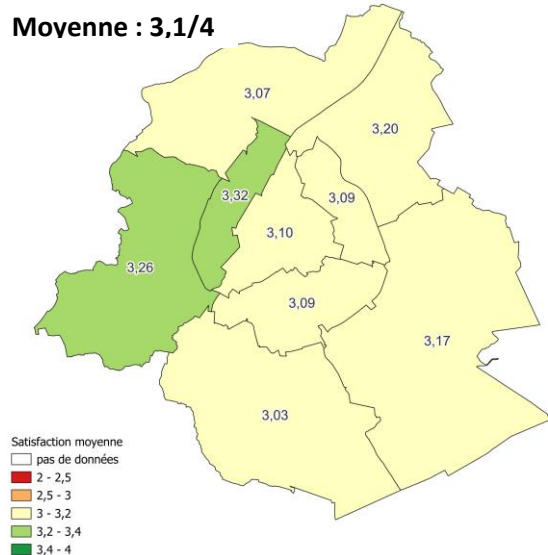 Moyenne : 3,1/4
3,07
3,20
3,32
3,09
3,10
3,26
3,09
3,17
3,03
Satisfaction moyenne
pas de données
2 - 2,5
2,5 - 3
3 - 3,2
3,2 - 3,4
3,4 - 4